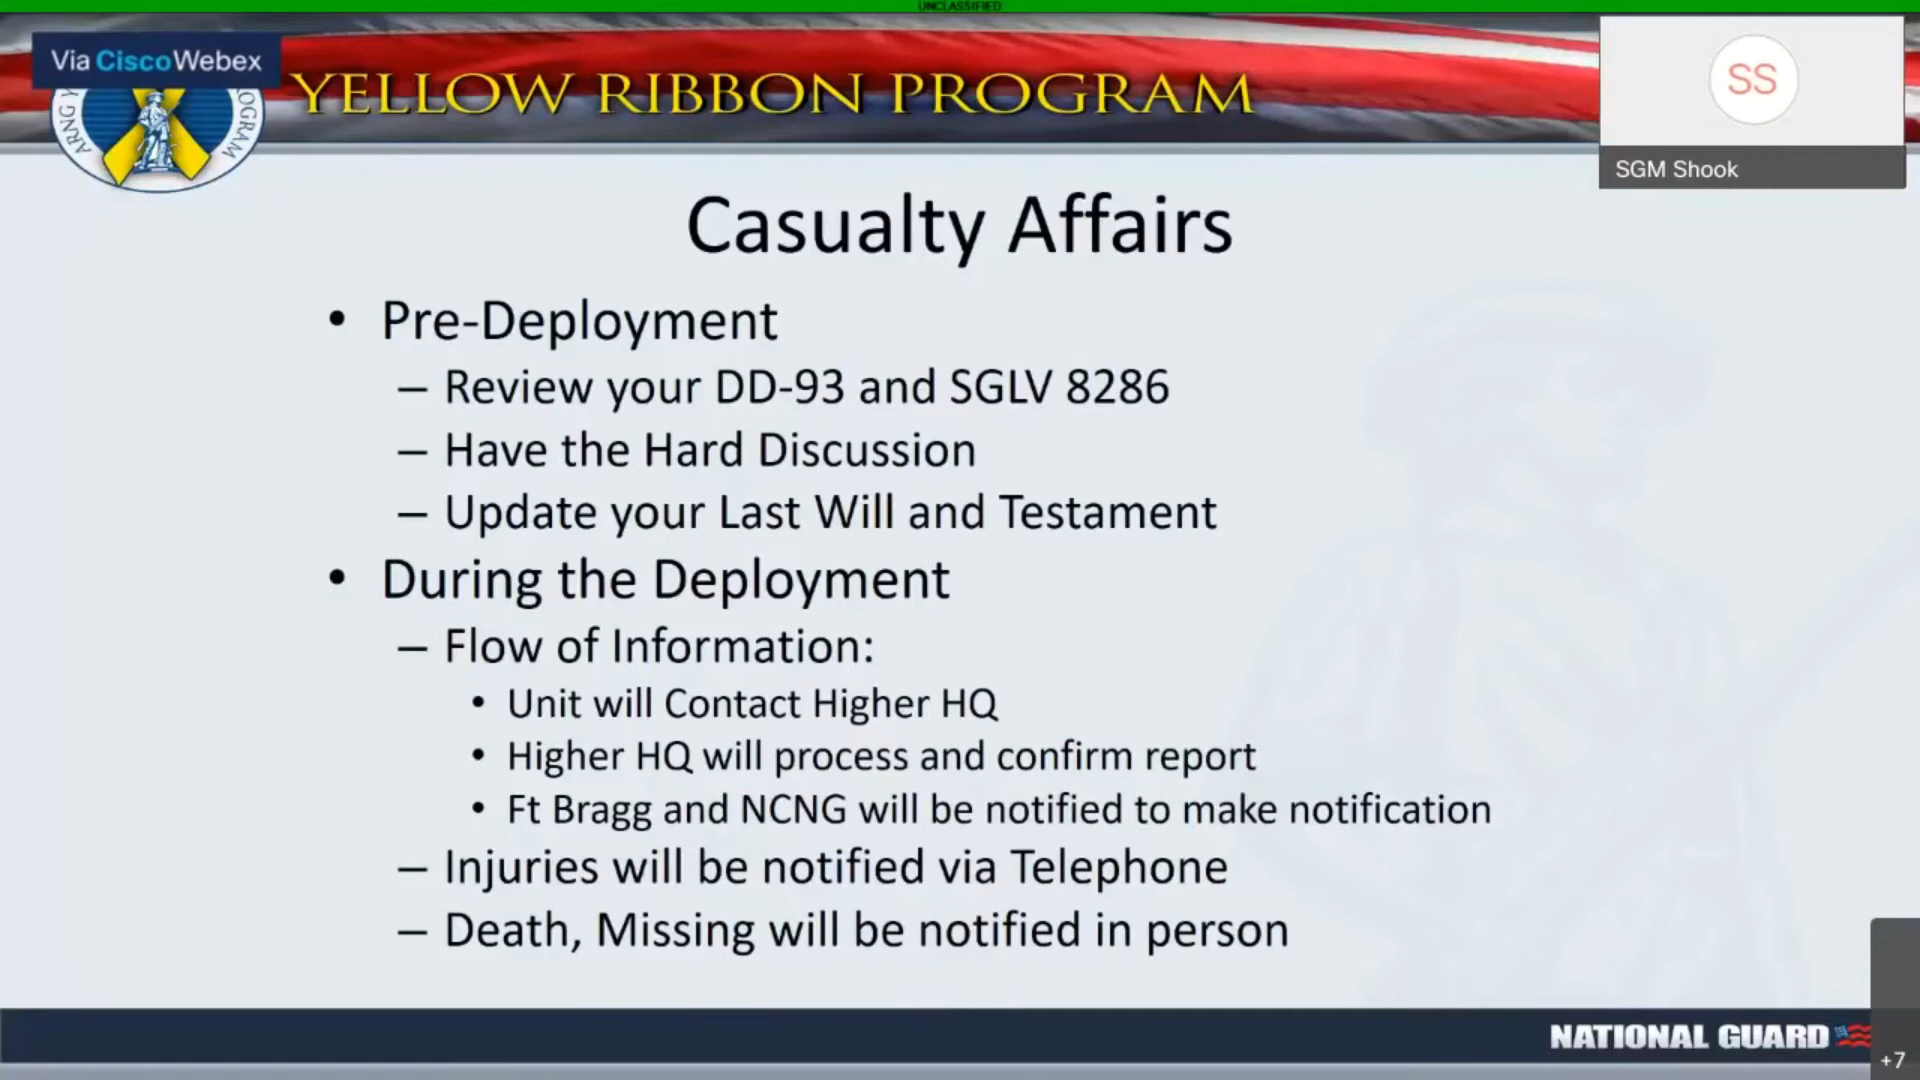 UNCLASSIFIED
Via CiscoWebex
YELLOW RIBBON PROGRAM
SS
SGM Shook
Casualty Affairs
• Pre-Deployment
– Review your DD-93 and SGLV 8286
– Have the Hard Discussion
– Update your Last Will and Testament
• During the Deployment
– Flow of Information:
• Unit will Contact Higher HQ
• Higher HQ will process and confirm report
• Ft Bragg and NCNG will be notified to make notification
– Injuries will be notified via Telephone
– Death, Missing will be notified in person
NATIONAL GUARD
+7